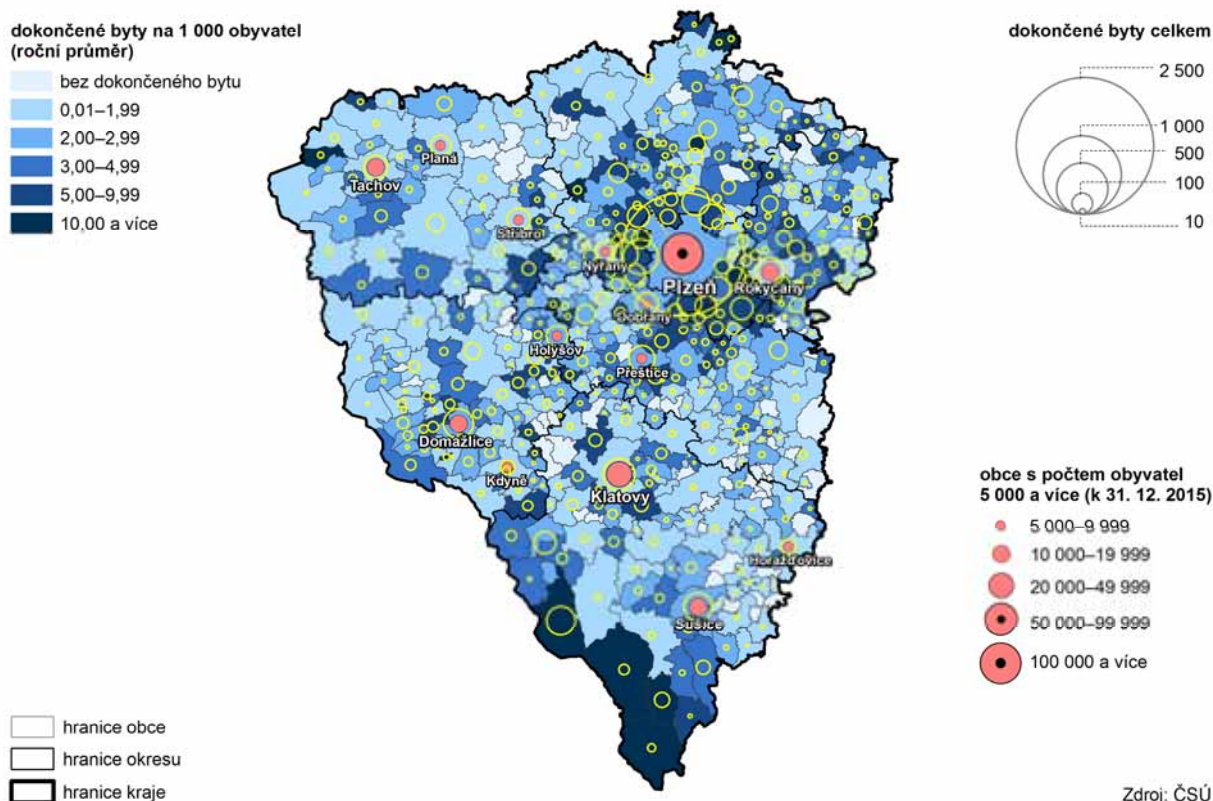 dokončené byty na 1 000 obyvatel
(roční průměr)
bez dokončeného bytu
0,01–1,99
2,00–2,99
3,00–4,99
5,00–9,99
10,00 a více
dokončené byty celkem
2 500
1 000
500
100
10
Planá
Tachov
Stříbro
Nýřany
Plzeň
Rokycany
Dobřany
Holýšov
Přeštice
Domažlice
Kdyně
Klatovy
Horažďovice
Sušice
obce s počtem obyvatel
5 000 a více (k 31. 12. 2015)
5 000–9 999
10 000–19 999
20 000–49 999
50 000–99 999
100 000 a více
hranice obce
hranice okresu
hranice kraje
Zdroj: ČSÚ